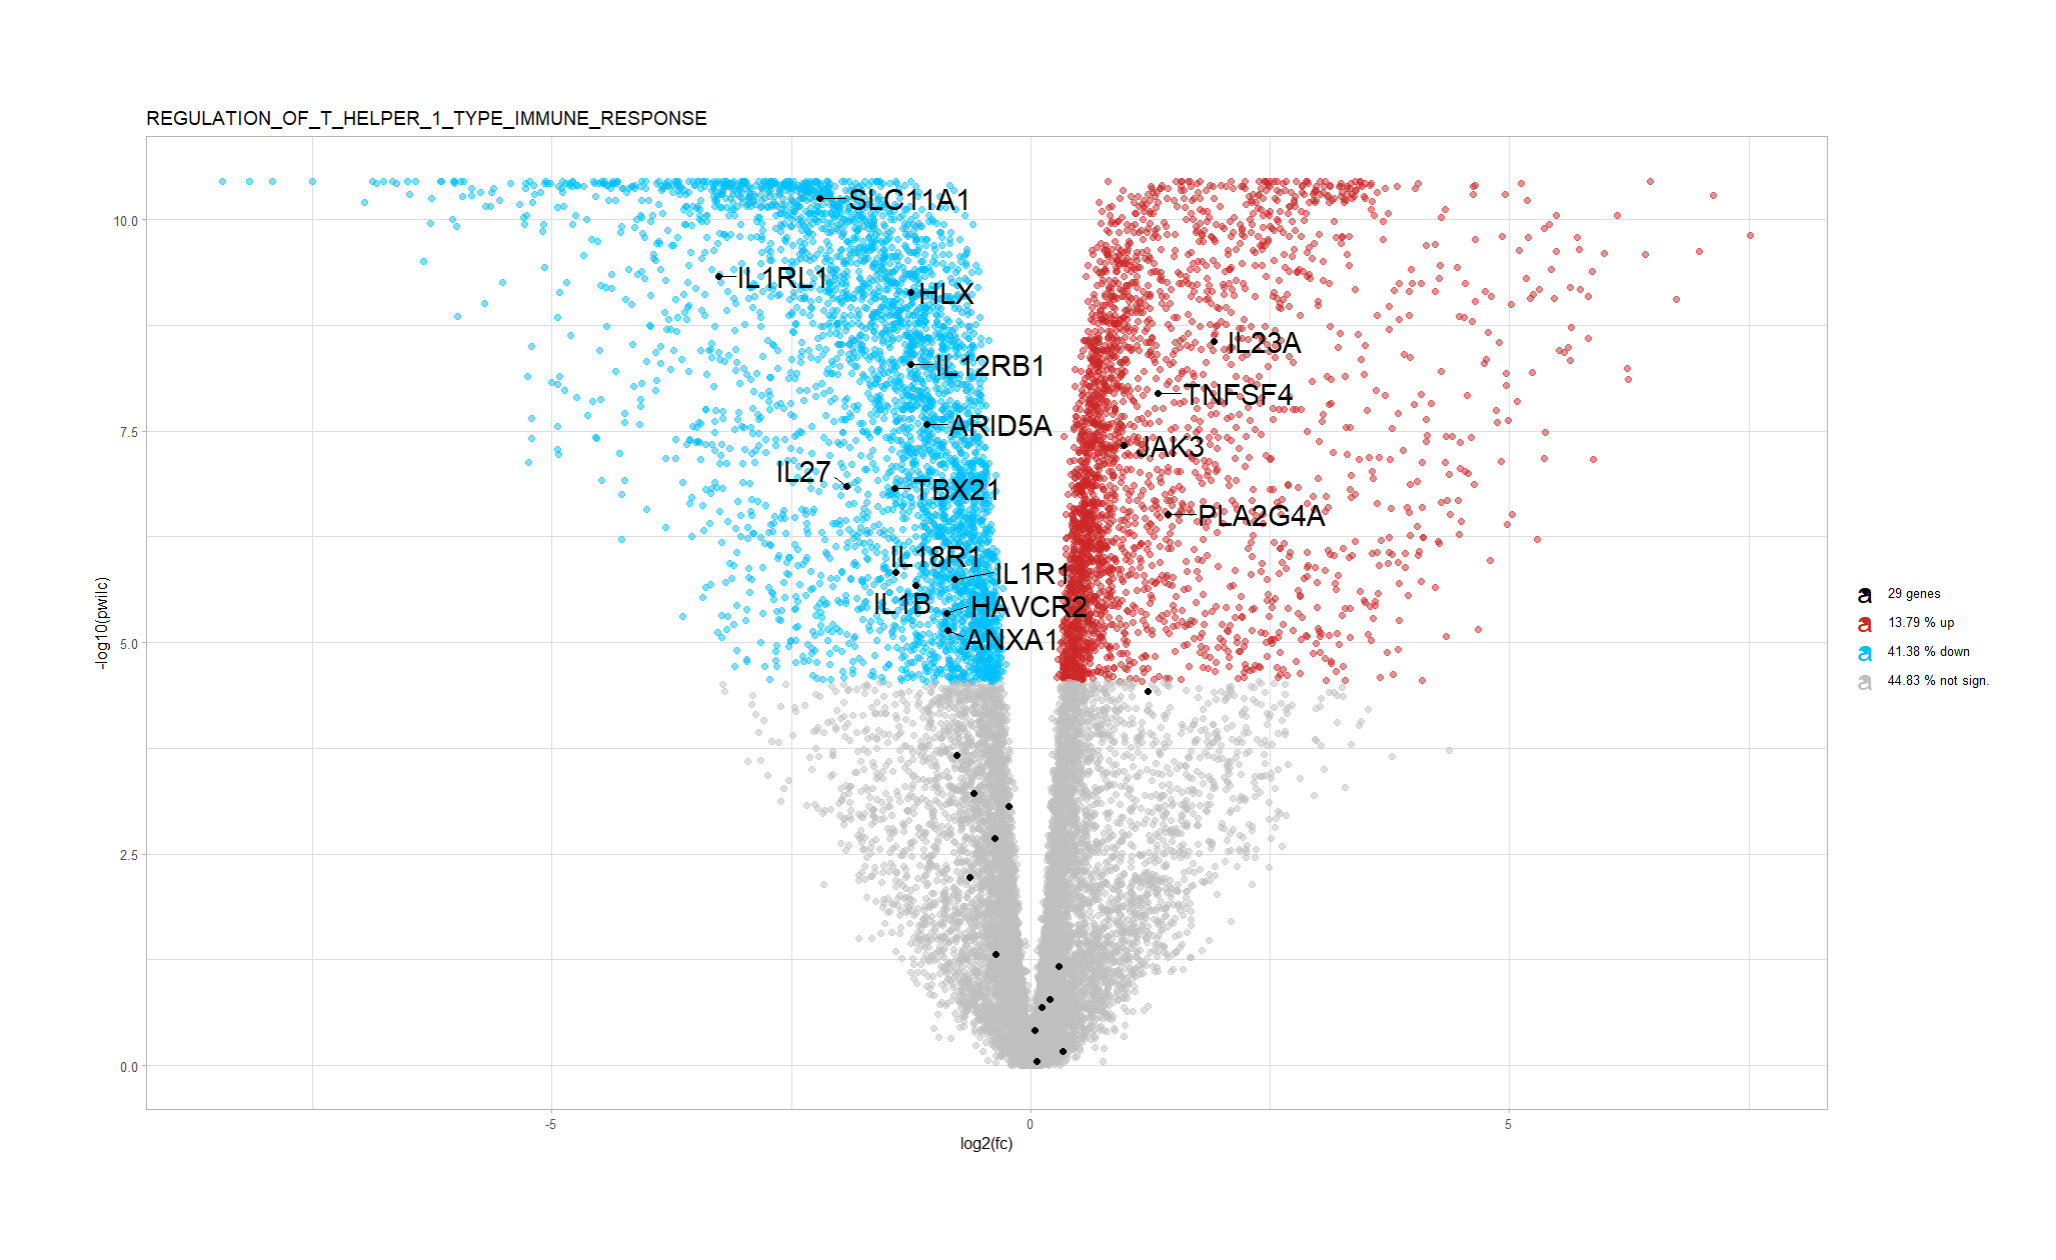 REGULATION_OF_T_HELPER_1_TYPE_IMMUNE_RESPONSE
10.0
7.5
5.0
2.5
0.0
-log10(pwilc)
SLC11A1
IL1RL1
HLX
IL23A
IL12RB1
TNFSF4
ARID5A
JAK3
IL27
TBX21
PLA2G4A
IL18R1
IL1R1
IL1B
HAVCR2
ANXA1
-5
0
5
log2(fc)
a 29 genes
a 13.79 % up
a 41.38 % down
a 44.83 % not sign.